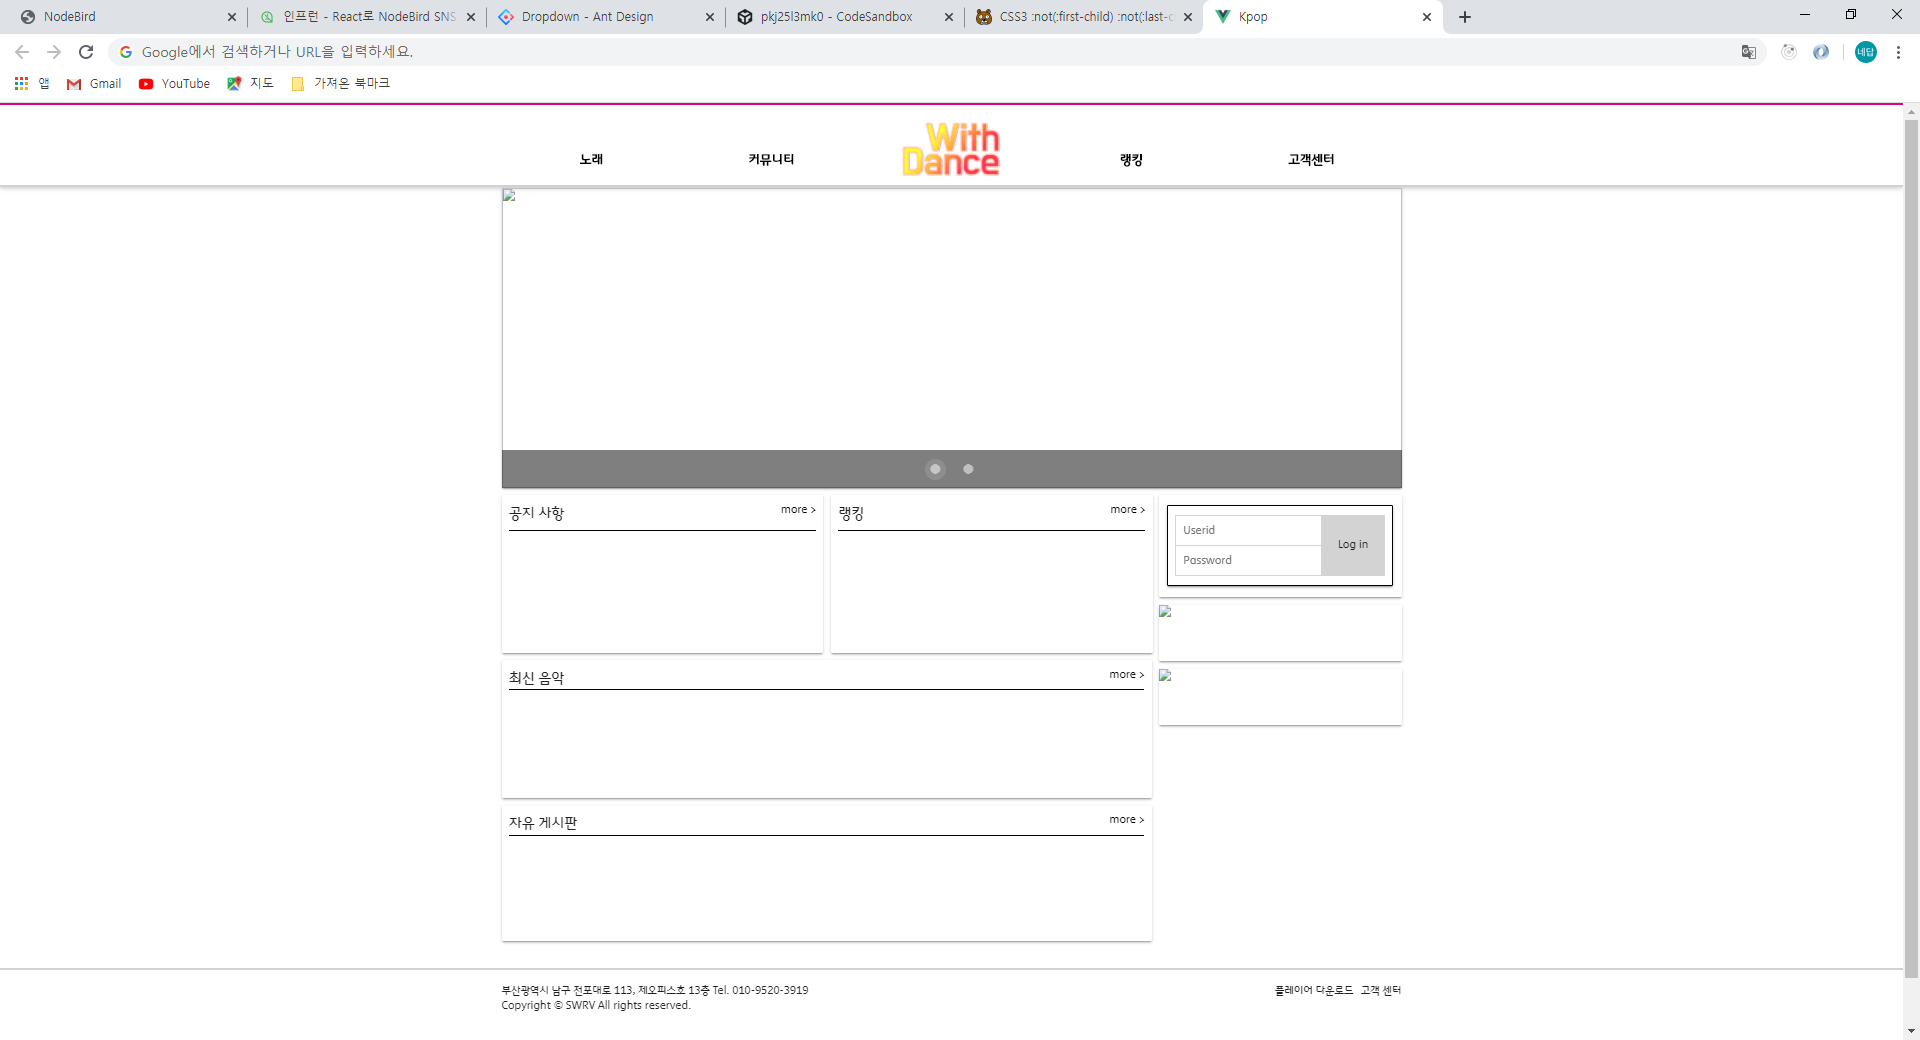 NodeBird
인프런 - React로 NodeBird SNS
Dropdown - Ant Design
pkj25l3mk0 - CodeSandbox
CSS3 :not(:first-child) :not(:last-c
Kpop
Google에서 검색하거나 URL을 입력하세요.
네답
앱
Gmail
YouTube
지도
가져온 북마크
노래
커뮤니티
With
Dance
랭킹
고객센터
공지 사항
more >
랭킹
more >
Userid
Password
Log in
최신 음악
more >
자유 게시판
more >
부산광역시 남구 전포대로 113, 제오피스호 13층 Tel. 010-9520-3919
Copyright © SWRV All rights reserved.
플레이어 다운로드 고객 센터